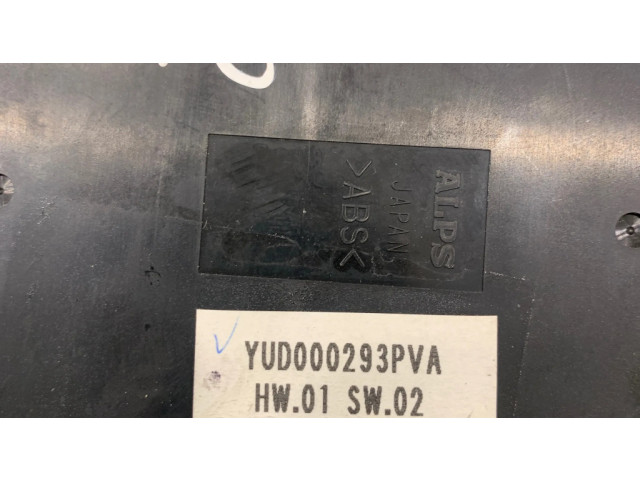 ALPS
JAPAN
>ABS<
YUD000293PVA
HW.01 SW.02